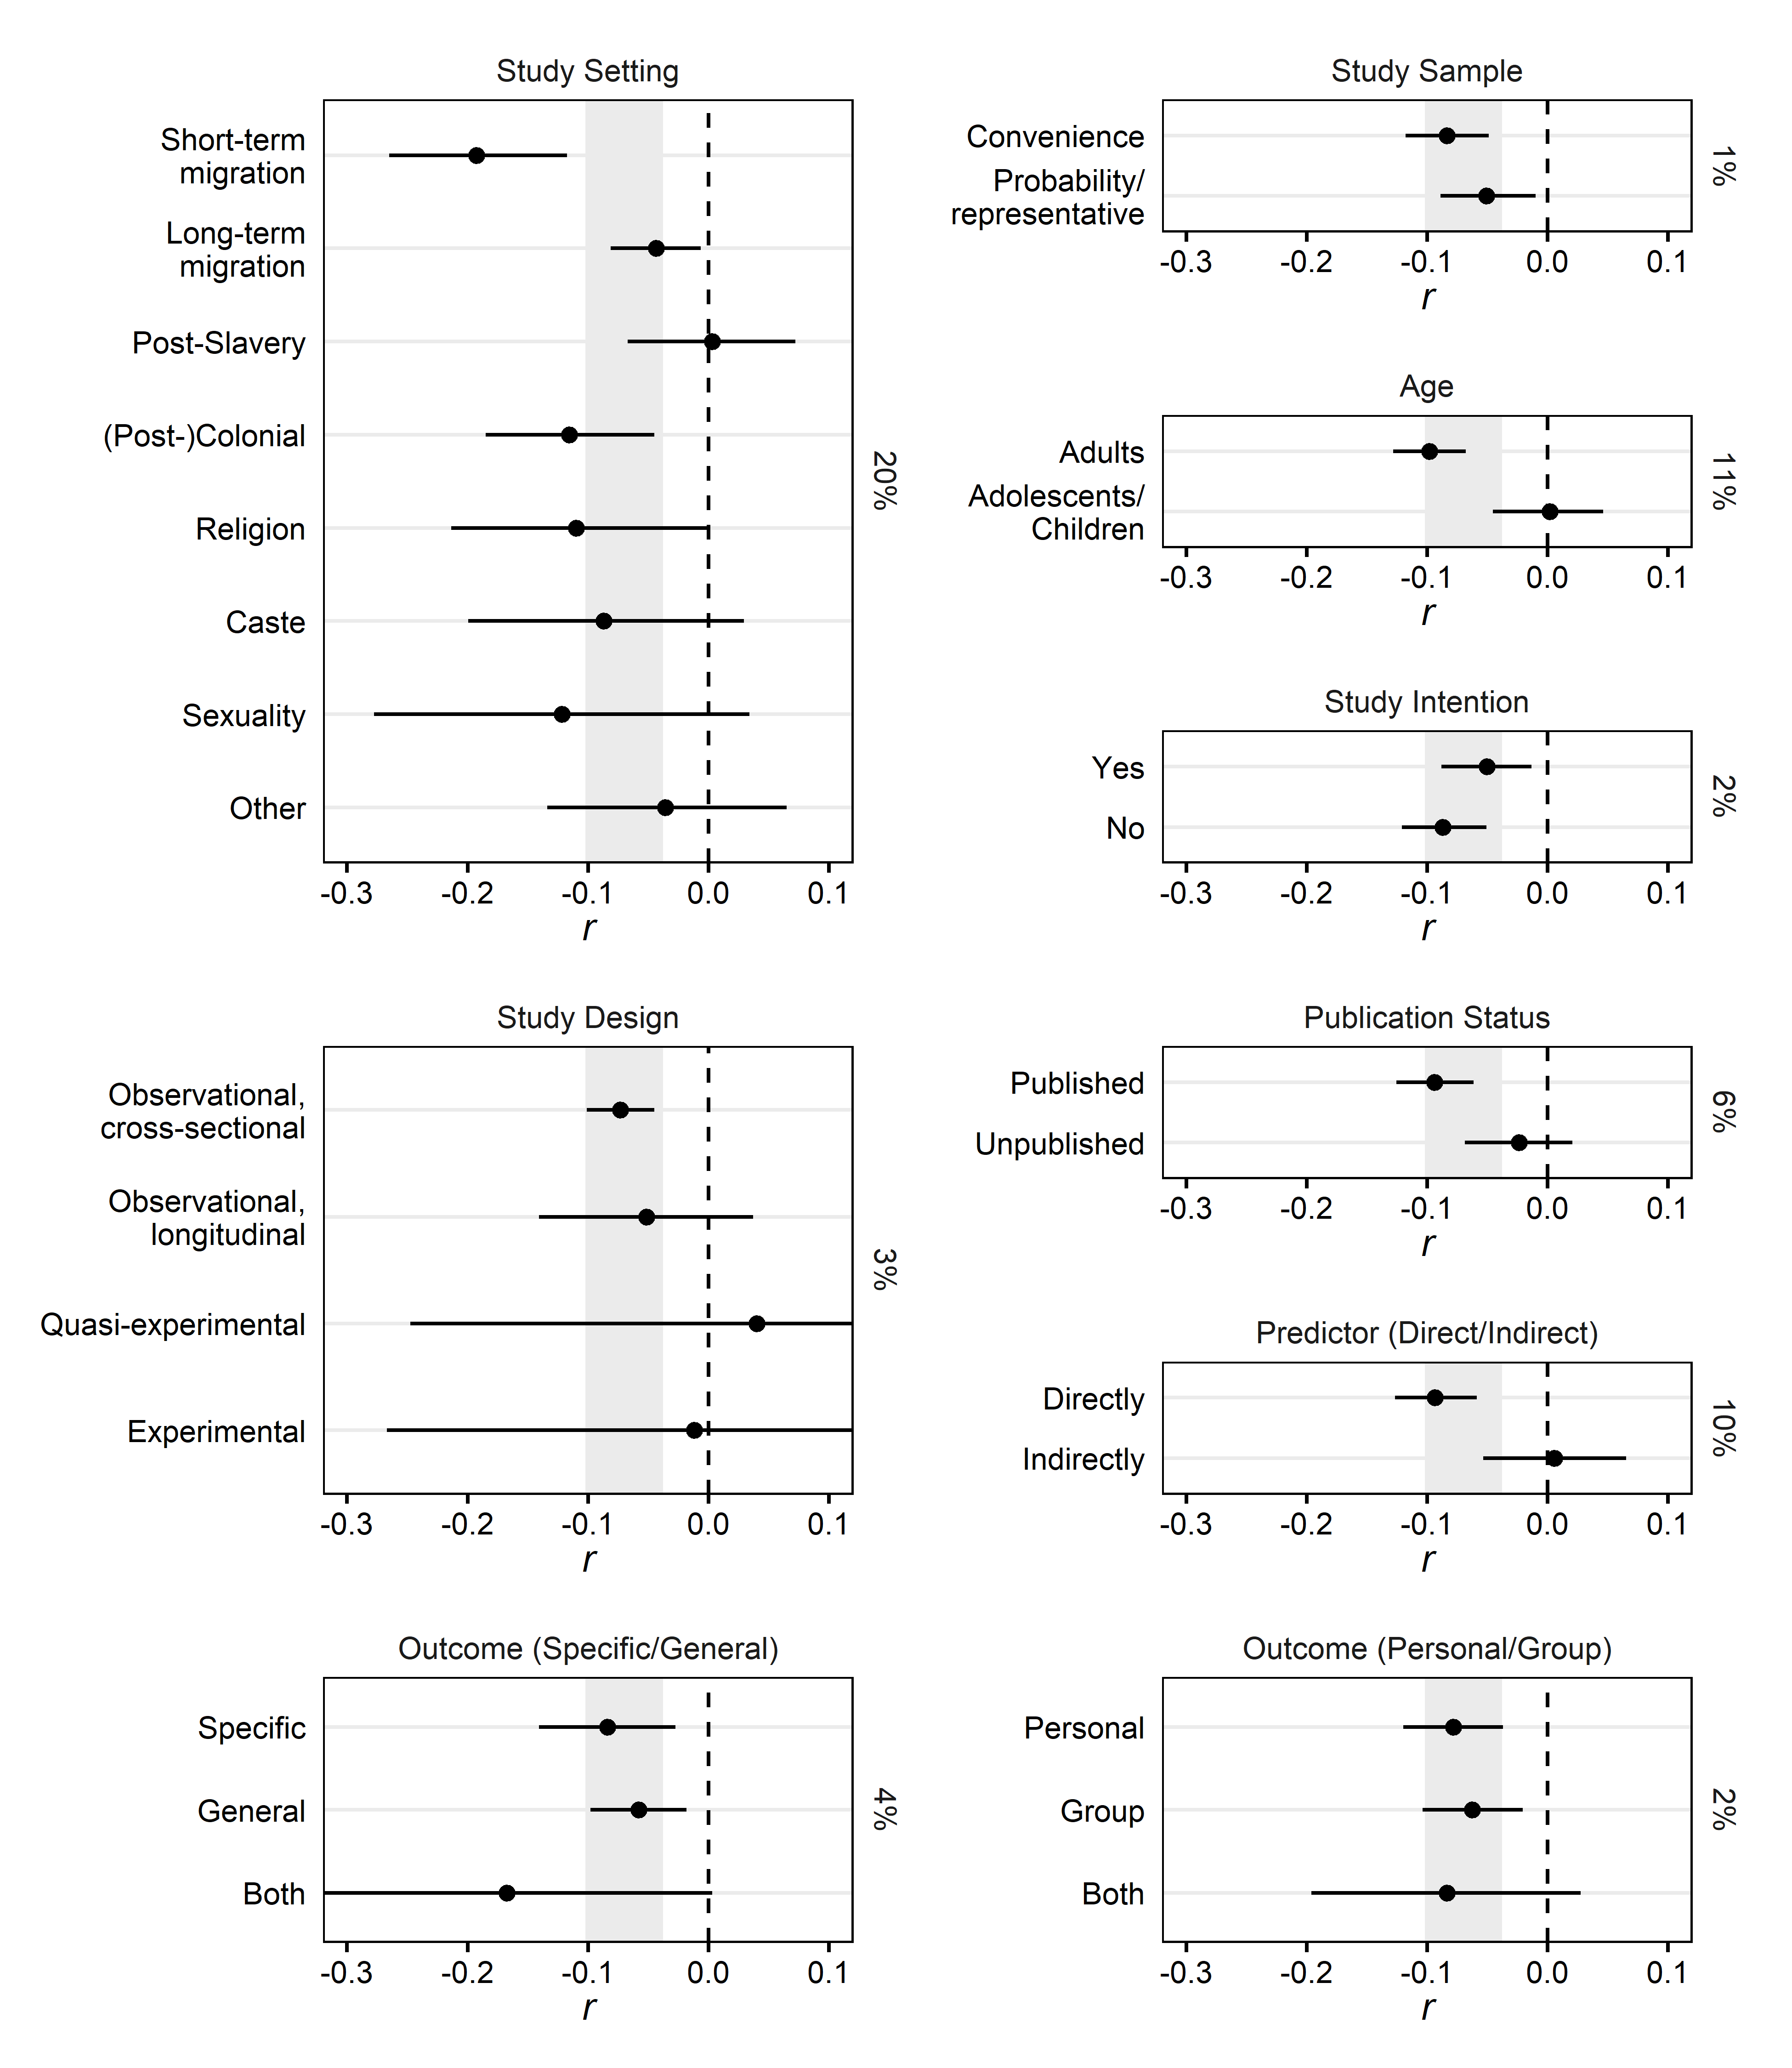 Study Setting
Short-term
migration
Long-term
migration
Post-Slavery
(Post-)Colonial
Religion
Caste
Sexuality
Other
-0.3 -0.2 -0.1 0.0 0.1
r
20%
Study Design
Observational,
cross-sectional
Observational,
longitudinal
Quasi-experimental
Experimental
-0.3 -0.2 -0.1 0.0 0.1
r
3%
Outcome (Specific/General)
Specific
General
Both
-0.3 -0.2 -0.1 0.0 0.1
r
4%
Study Sample
Convenience
Probability/
representative
-0.3 -0.2 -0.1 0.0 0.1
r
1%
Age
Adults
Adolescents/
Children
-0.3 -0.2 -0.1 0.0 0.1
r
11%
Study Intention
Yes
No
-0.3 -0.2 -0.1 0.0 0.1
r
2%
Publication Status
Published
Unpublished
-0.3 -0.2 -0.1 0.0 0.1
r
6%
Predictor (Direct/Indirect)
Directly
Indirectly
-0.3 -0.2 -0.1 0.0 0.1
r
10%
Outcome (Personal/Group)
Personal
Group
Both
-0.3 -0.2 -0.1 0.0 0.1
r
2%